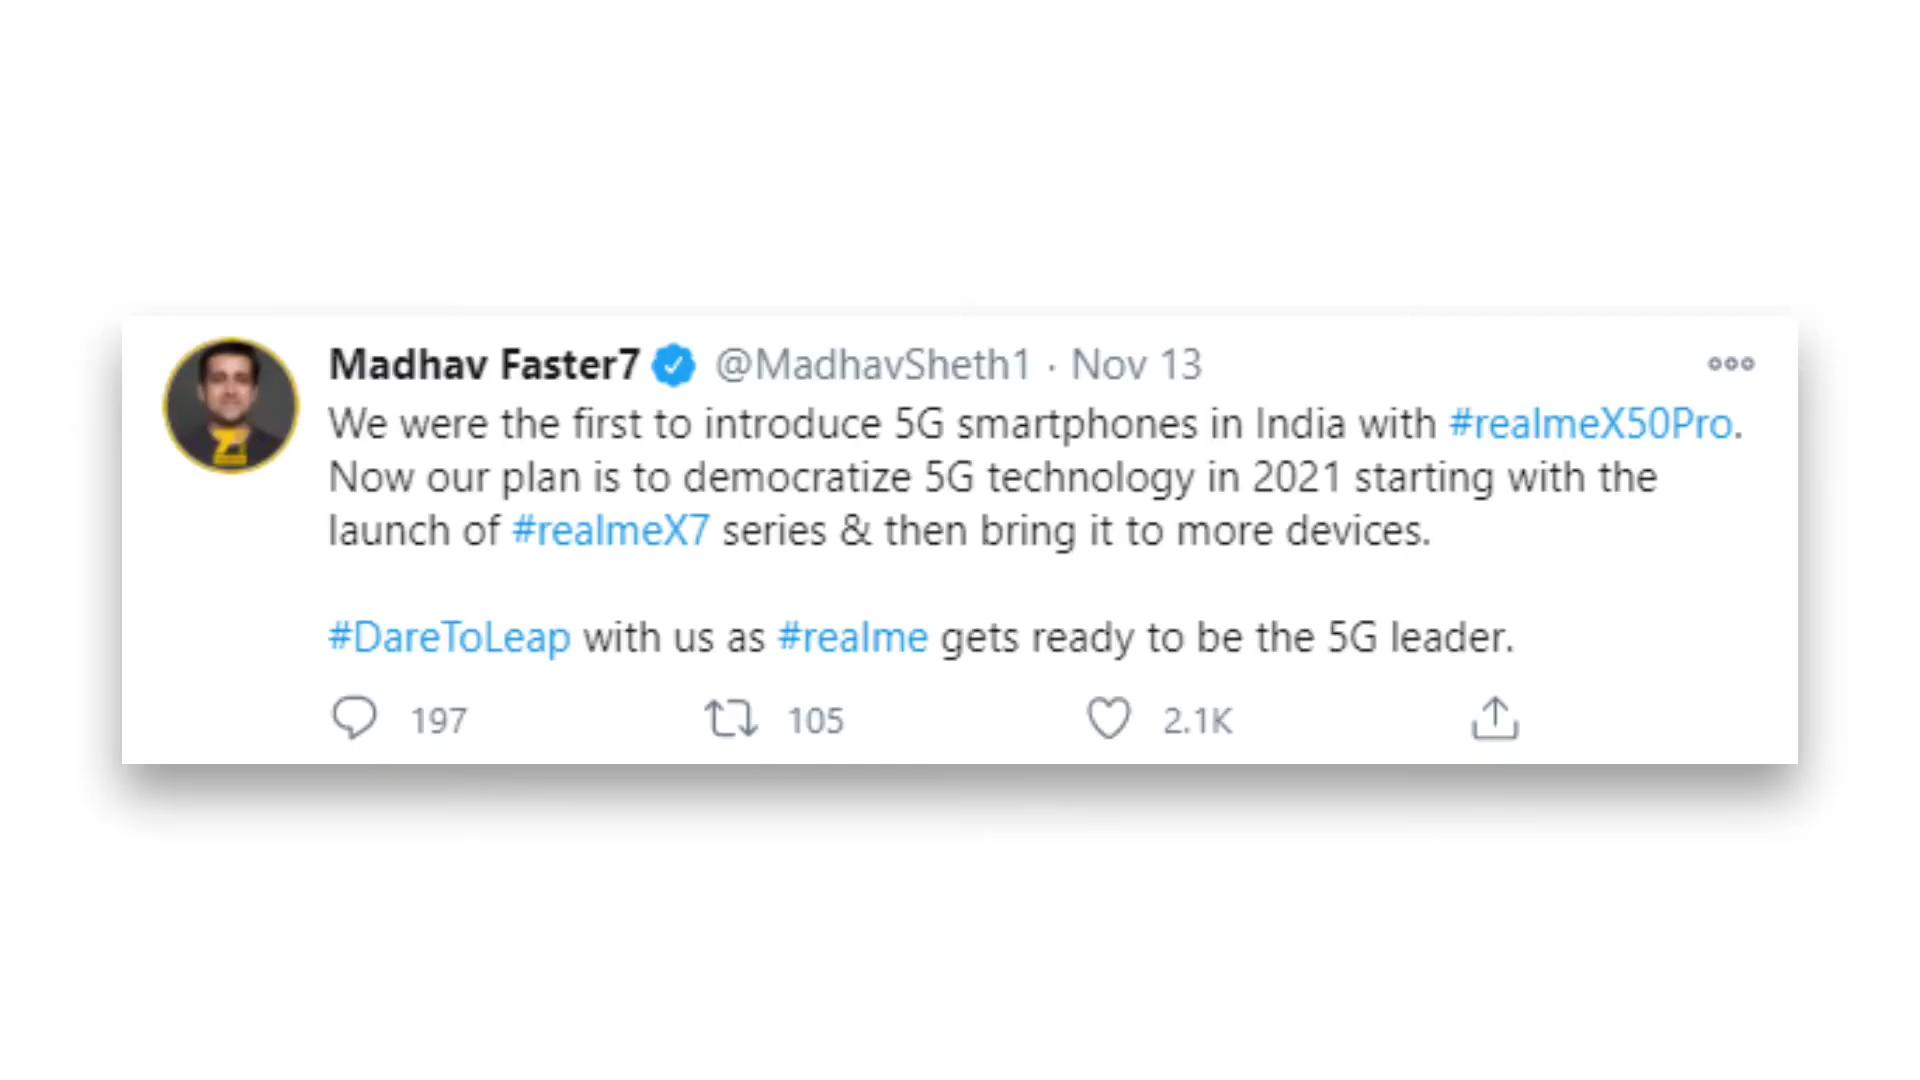 Madhav Faster7 @MadhavSheth1 · Nov 13
We were the first to introduce 5G smartphones in India with #realmeX50Pro.
Now our plan is to democratize 5G technology in 2021 starting with the
launch of #realmeX7 series & then bring it to more devices.
#DareToLeap with us as #realme gets ready to be the 5G leader.
197 105 2.1K